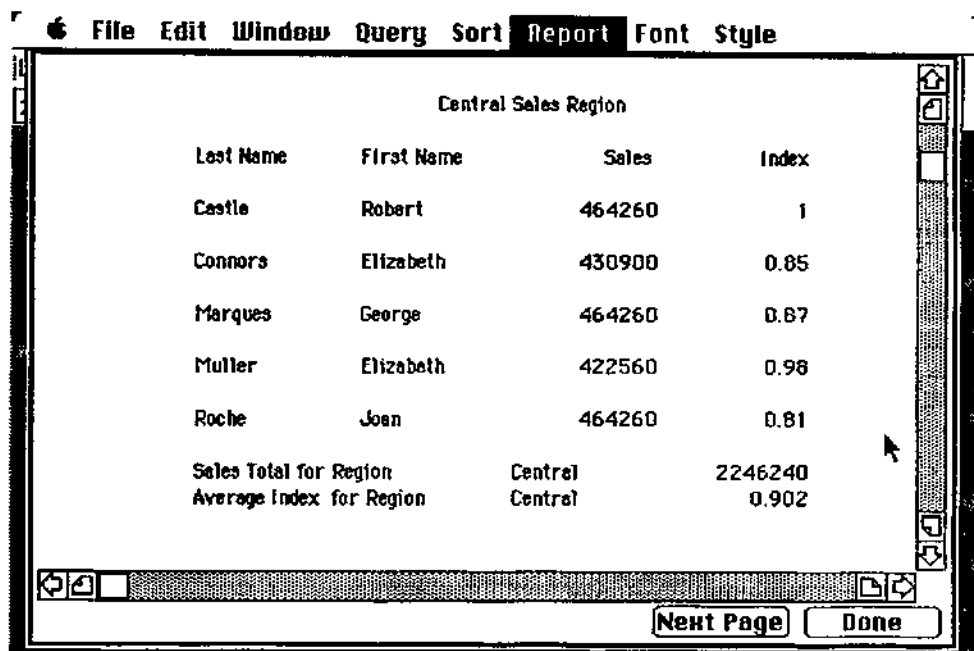 File Edit Window Query Sort Report Font Style
Central Sales Region
Last Name First Name Sales Index
Castle Robert 464260 1
Connors Elizabeth 430900 0.85
Marques George 464260 0.87
Muller Elizabeth 422560 0.98
Roche Joan 464260 0.81
Sales Total for Region Central 2246240
Average Index for Region Central 0.902
Next Page Done